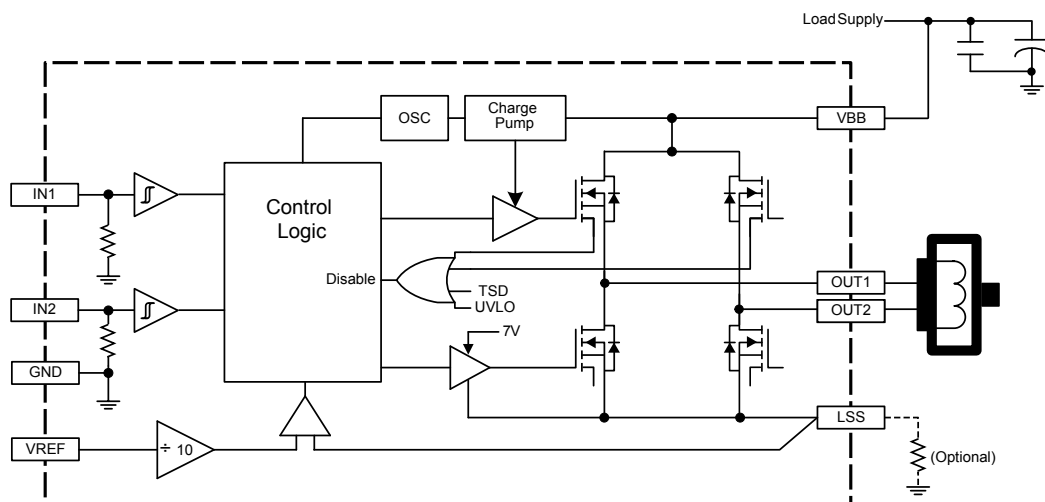 Load Supply
OSC
Charge
Pump
VBB
IN1
Control
Logic
Disable
TSD
UVLO
OUT1
OUT2
IN2
7V
GND
LSS
VREF
÷ 10
(Optional)